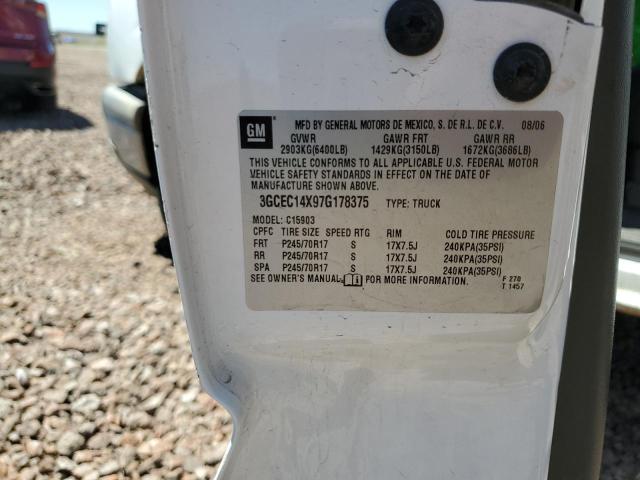 GM MFD BY GENERAL MOTORS DE MEXICO, S. DE R.L. DE C.V. 08/06
GVWR GAWR FRT GAWR RR
2903KG(6400LB) 1429KG(3150LB) 1672KG(3686LB)
THIS VEHICLE CONFORMS TO ALL APPLICABLE U.S. FEDERAL MOTOR
VEHICLE SAFETY STANDARDS IN EFFECT ON THE DATE OF
MANUFACTURE SHOWN ABOVE.
3GCEC14X97G178375 TYPE: TRUCK
MODEL: C15903
CPFC TIRE SIZE SPEED RTG RIM COLD TIRE PRESSURE
FRT P245/70R17 S 17X7.5J 240KPA(35PSI)
RR P245/70R17 S 17X7.5J 240KPA(35PSI)
SPA P245/70R17 S 17X7.5J 240KPA(35PSI)
SEE OWNER'S MANUAL FOR MORE INFORMATION. F 270
T 1457